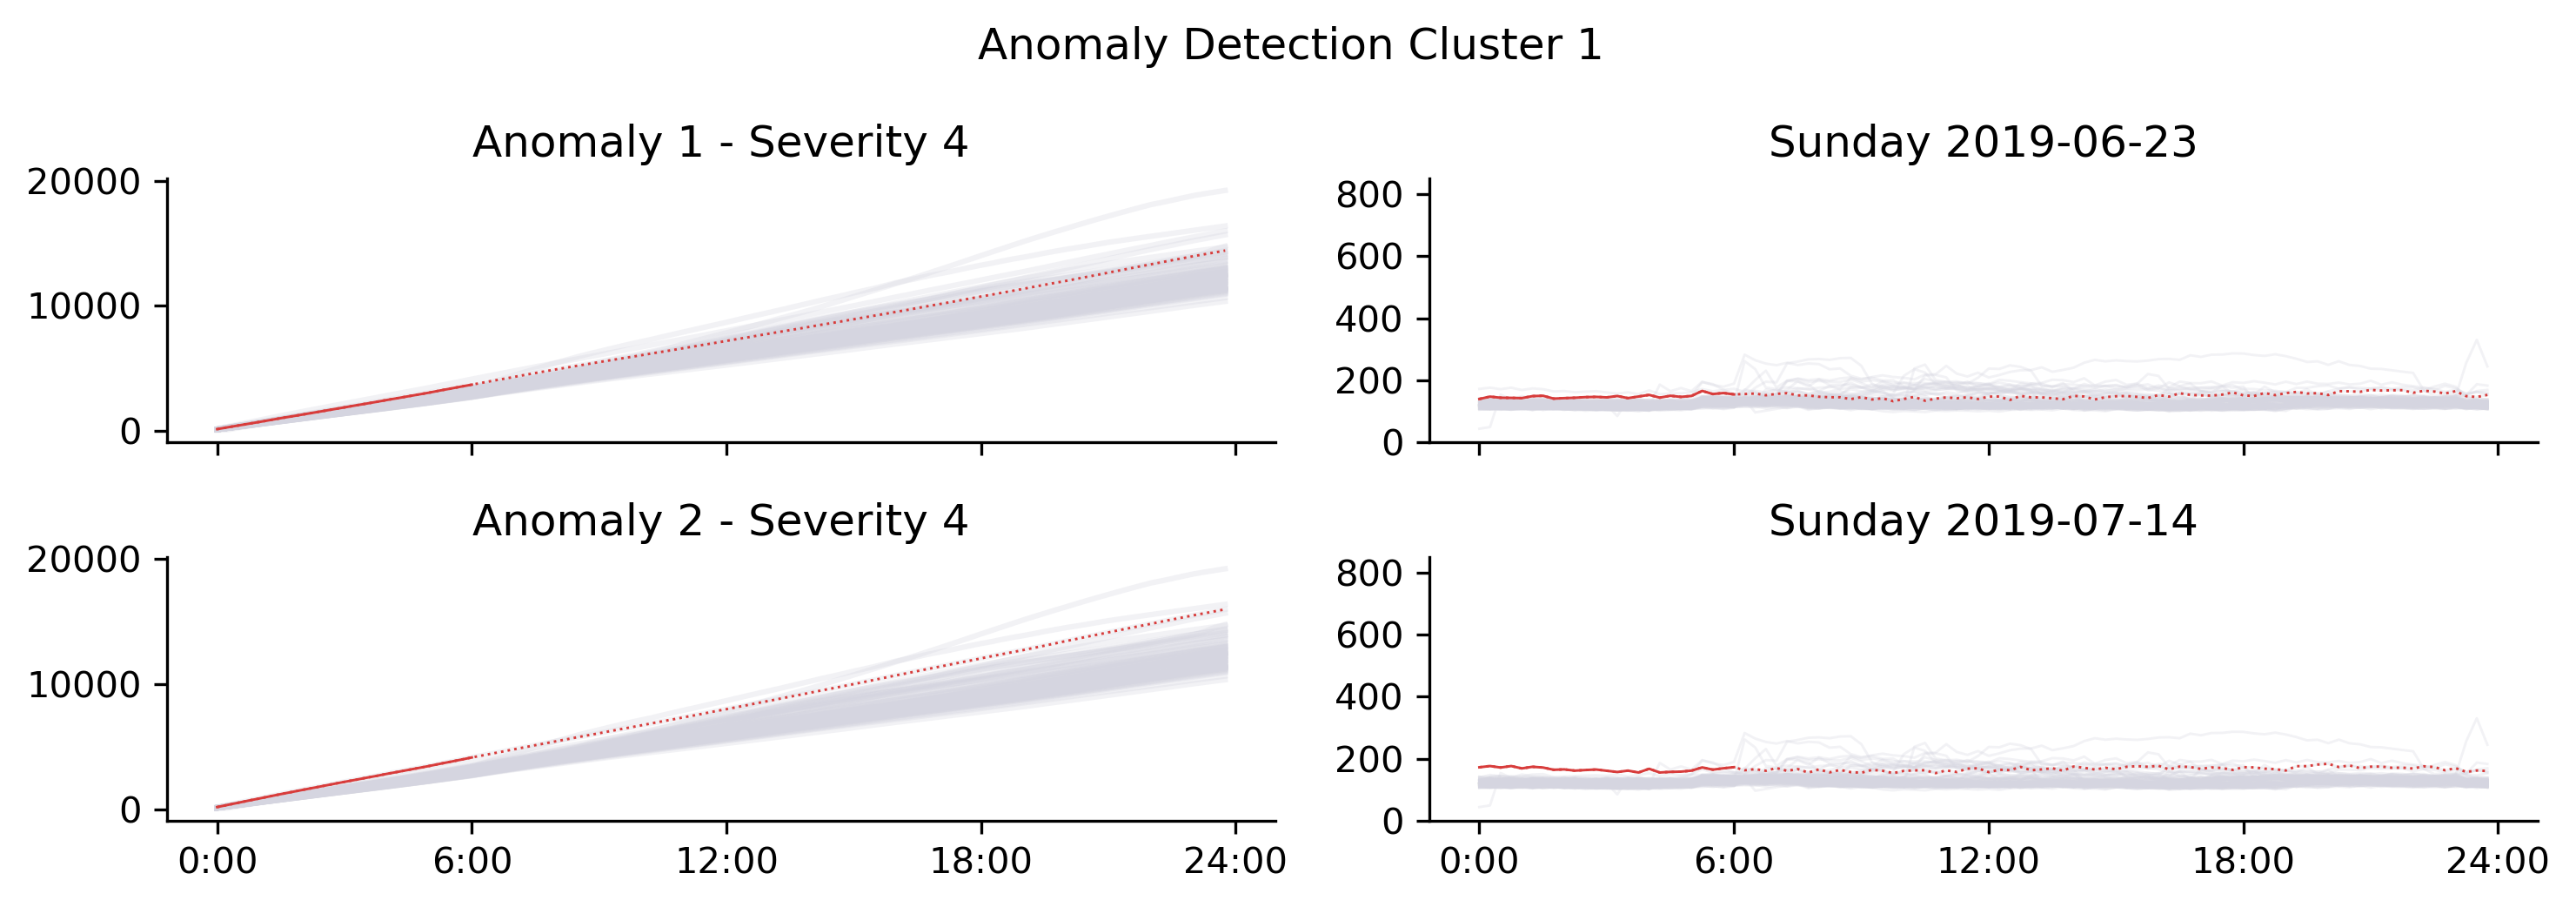 Anomaly Detection Cluster 1
Anomaly 1 - Severity 4
20000
10000
0
Sunday 2019-06-23
800
600
400
200
0
Anomaly 2 - Severity 4
20000
10000
0
0:00 6:00 12:00 18:00 24:00
Sunday 2019-07-14
800
600
400
200
0
0:00 6:00 12:00 18:00 24:00